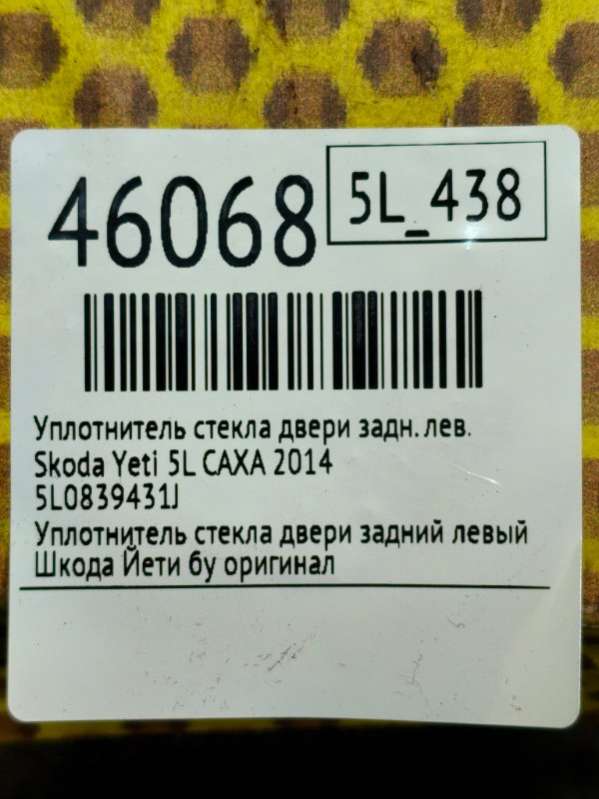 46068
5L_438
Уплотнитель стекла двери задн.лев.
Skoda Yeti 5L CAXA 2014
5L0839431J
Уплотнитель стекла двери задний левый
Шкода Йети бу оригинал